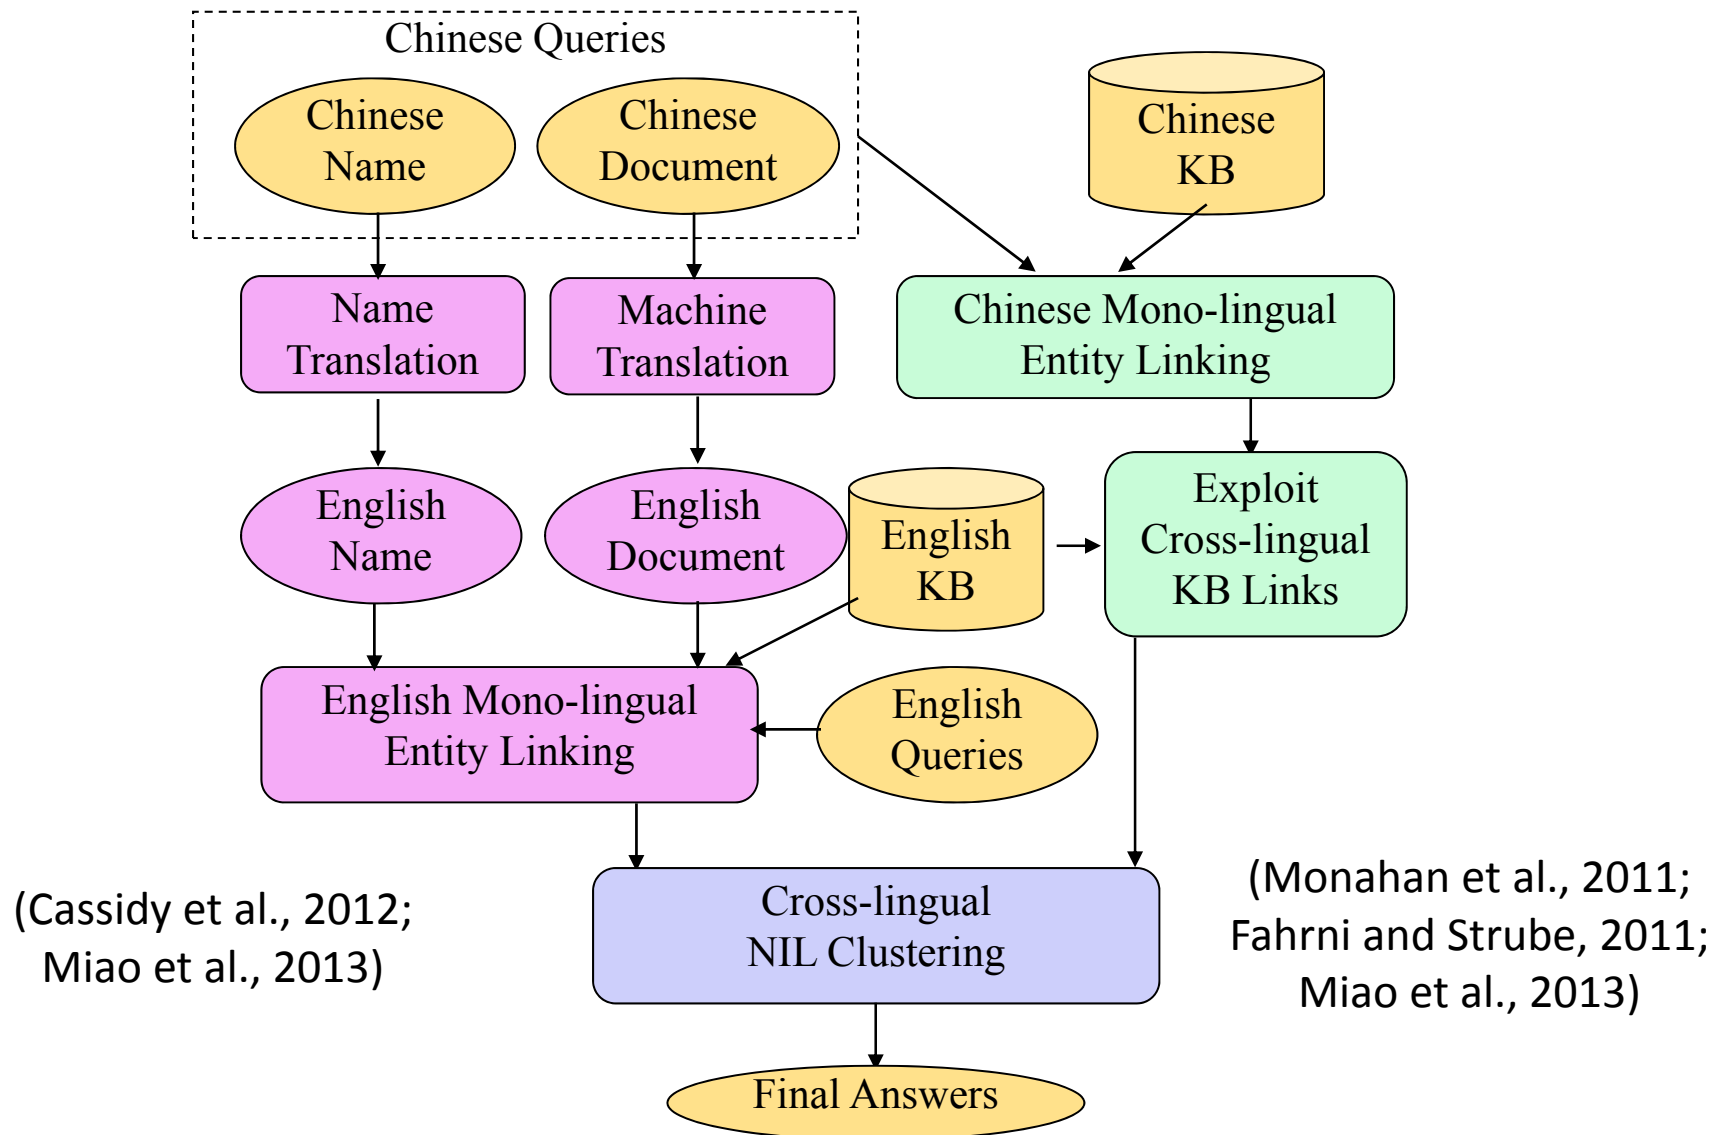 Chinese Queries
Chinese
Name
Chinese
Document
Chinese
KB
Name
Translation
Machine
Translation
Chinese Mono-lingual
Entity Linking
English
Name
English
Document
English
KB
Exploit
Cross-lingual
KB Links
English Mono-lingual
Entity Linking
English
Queries
(Cassidy et al., 2012;
Miao et al., 2013)
Cross-lingual
NIL Clustering
(Monahan et al., 2011;
Fahrni and Strube, 2011;
Miao et al., 2013)
Final Answers